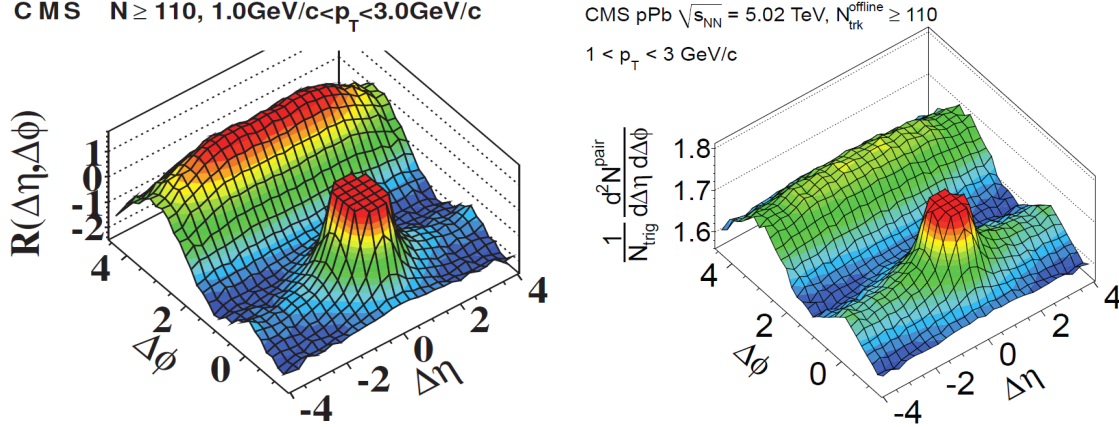 CMS N ≥ 110, 1.0GeV/c<p_T<3.0GeV/c
R(Δη,Δϕ)
1
0
-1
-2
4
2
0
Δϕ
-4
-2
0
2
4
Δη
CMS pPb √s_NN = 5.02 TeV, N_trk^offline ≥ 110
1 < p_T < 3 GeV/c
1/N_trig d²N^pair/dΔη dΔϕ
1.8
1.7
1.6
4
2
0
Δϕ
-4
-2
0
2
4
Δη